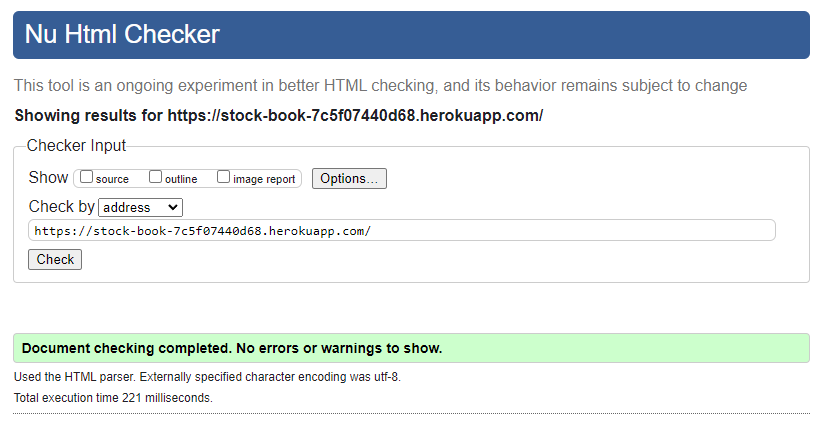 Nu Html Checker
This tool is an ongoing experiment in better HTML checking, and its behavior remains subject to change
Showing results for https://stock-book-7c5f07440d68.herokuapp.com/
Checker Input
Show source outline image report Options...
Check by address
https://stock-book-7c5f07440d68.herokuapp.com/
Check
Document checking completed. No errors or warnings to show.
Used the HTML parser. Externally specified character encoding was utf-8.
Total execution time 221 milliseconds.